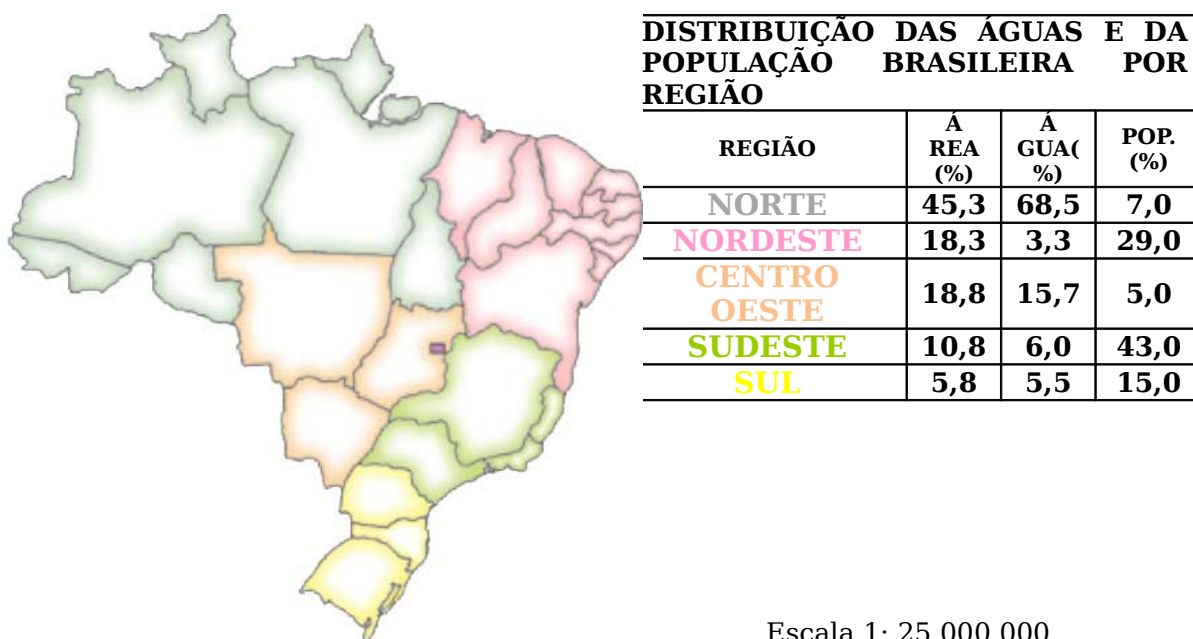 DISTRIBUIÇÃO DAS ÁGUAS E DA
POPULAÇÃO BRASILEIRA POR
REGIÃO
REGIÃO Á REA (%) Á GUA( %) POP. (%)
NORTE 45,3 68,5 7,0
NORDESTE 18,3 3,3 29,0
CENTRO OESTE 18,8 15,7 5,0
SUDESTE 10,8 6,0 43,0
SUL 5,8 5,5 15,0
Escala 1: 25 000 000